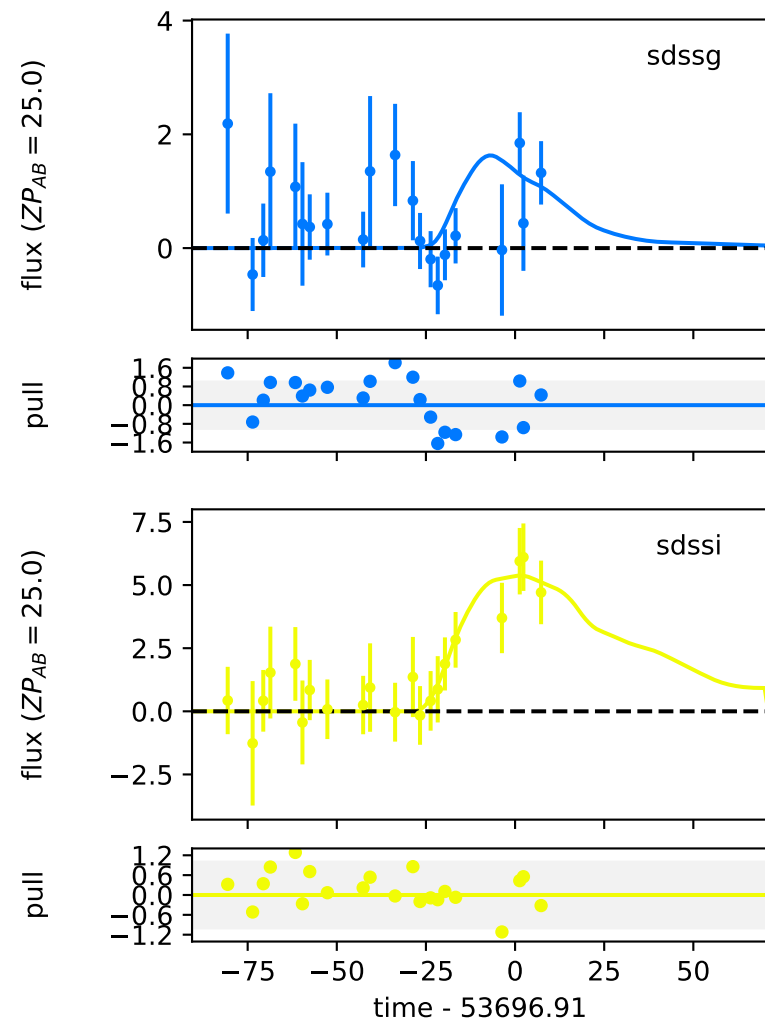 4
2
0
flux (ZP_AB = 25.0)
sdssg
1.6
0.8
0.0
−0.8
−1.6
pull
7.5
5.0
2.5
0.0
−2.5
flux (ZP_AB = 25.0)
sdssi
1.2
0.6
0.0
−0.6
−1.2
pull
−75 −50 −25 0 25 50
time - 53696.91